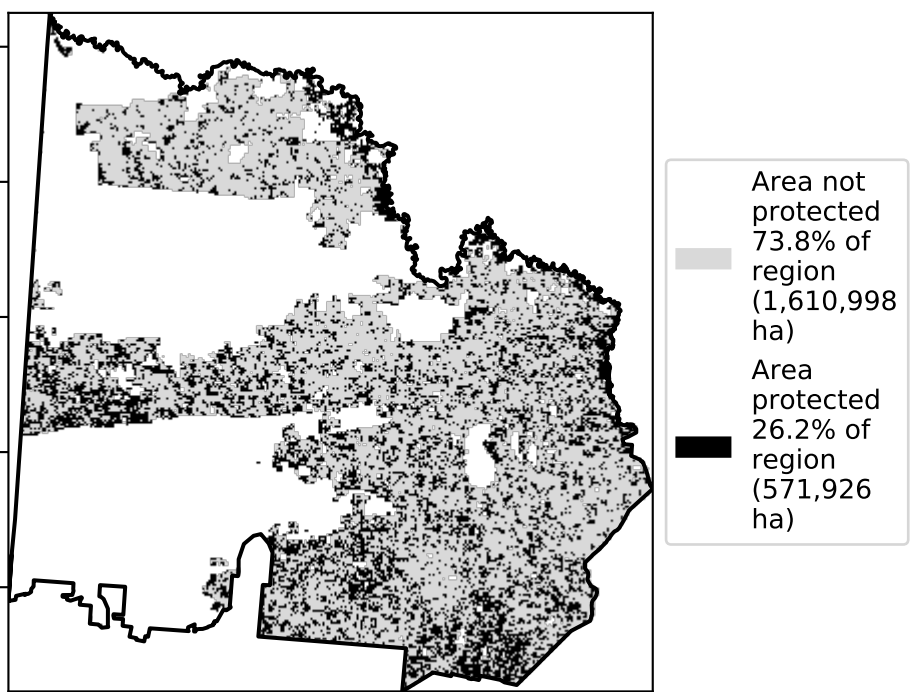 Area not
protected
73.8% of
region
(1,610,998
ha)
Area
protected
26.2% of
region
(571,926
ha)